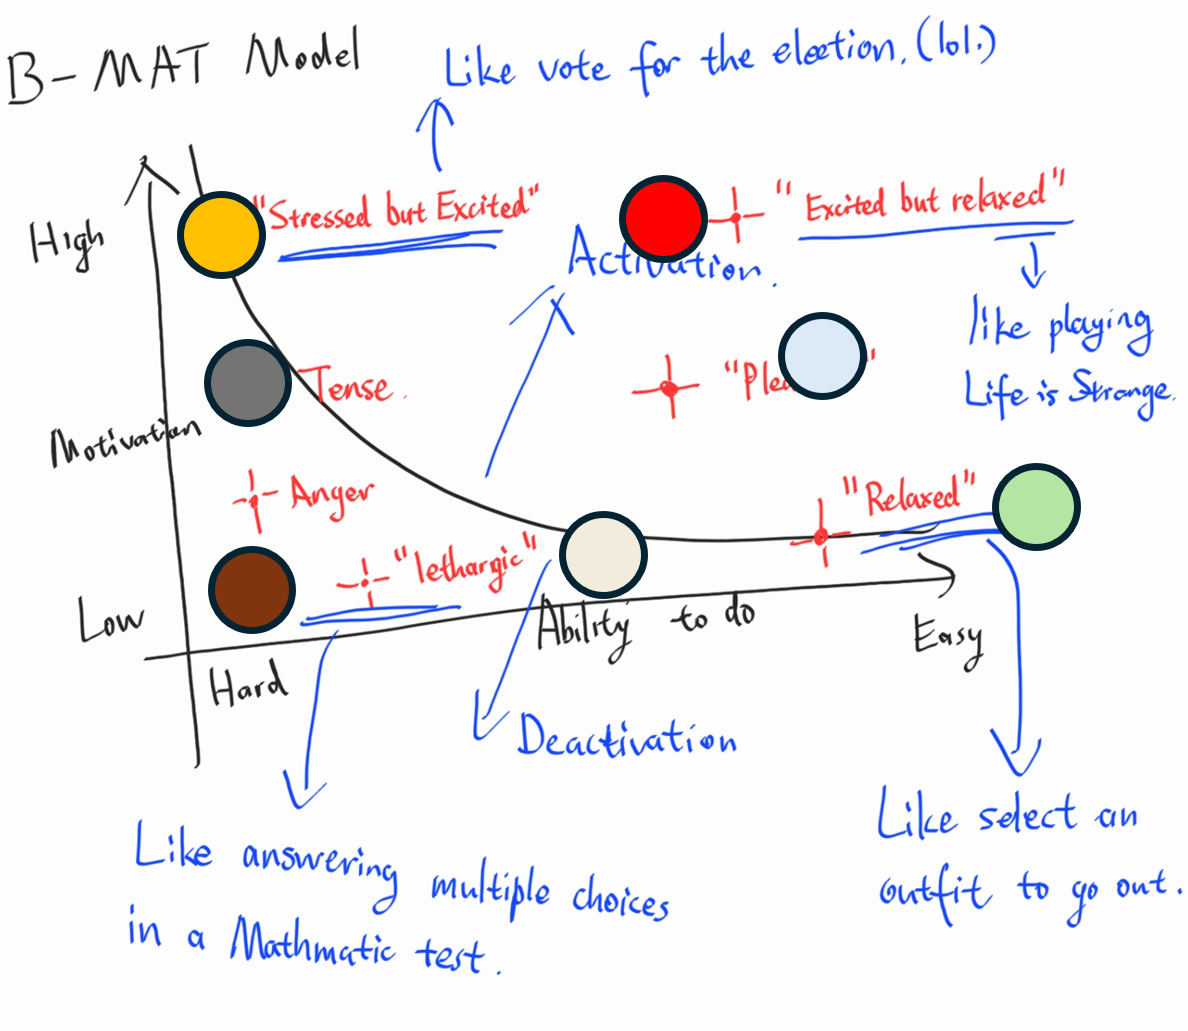 B-MAT Model
Like vote for the election. (lol.)
High
"Stressed but Excited"
"Excited but relaxed"
Activation.
like playing
Life is Strange.
Tense.
Motivation
Anger
"Relaxed"
"lethargic"
Low
Ability to do
Easy
Hard
Deactivation
Like answering multiple choices
in a Mathmatic test.
Like select an
outfit to go out.